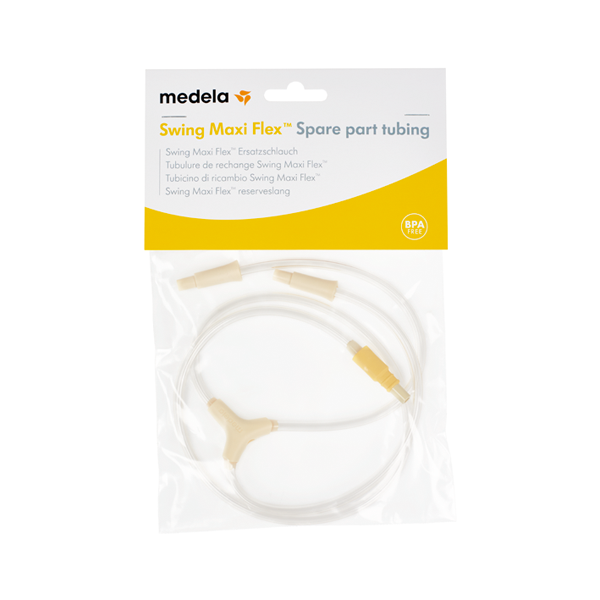 medela
Swing Maxi Flex™ Spare part tubing
Swing Maxi Flex™ Ersatzschlauch
Tubulure de rechange Swing Maxi Flex™
Tubicino di ricambio Swing Maxi Flex™
Swing Maxi Flex™ reserveslang
BPA
FREE